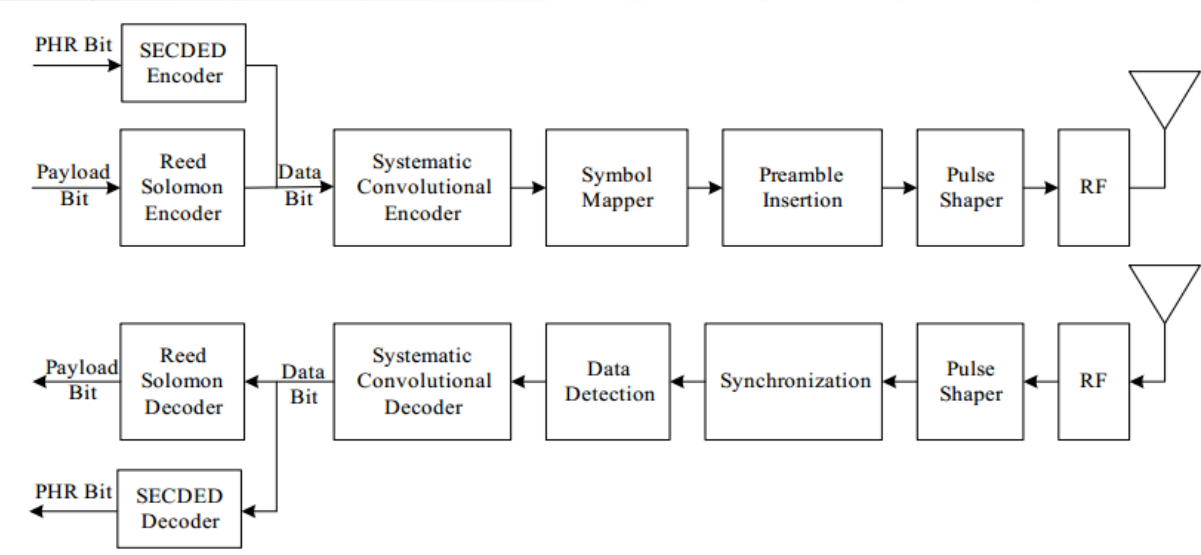 PHR Bit
SECDED
Encoder
Payload
Bit
Reed
Solomon
Encoder
Data
Bit
Systematic
Convolutional
Encoder
Symbol
Mapper
Preamble
Insertion
Pulse
Shaper
RF
Payload
Bit
Reed
Solomon
Decoder
Data
Bit
Systematic
Convolutional
Decoder
Data
Detection
Synchronization
Pulse
Shaper
RF
PHR Bit
SECDED
Decoder